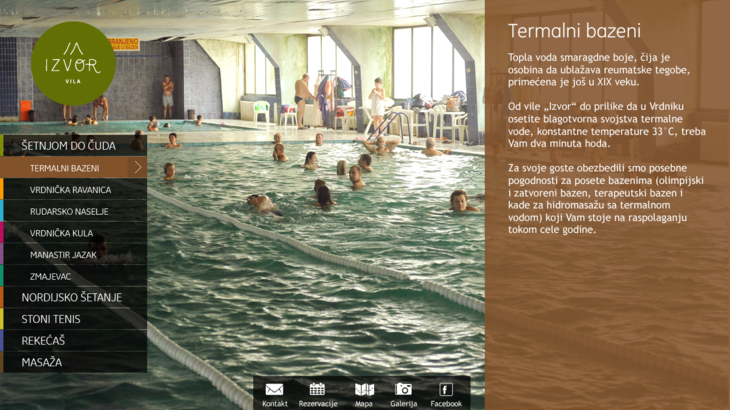 IZVOR
VILA
ŠETNJOM DO ČUDA
TERMALNI BAZENI
VRDNIČKA RAVANICA
RUDARSKO NASELJE
VRDNIČKA KULA
MANASTIR JAZAK
ZMAJEVAC
NORDIJSKO ŠETANJE
STONI TENIS
REKEĆAŠ
MASAŽA
Termalni bazeni
Topla voda smaragdne boje, čija je
osobina da ublažava reumatske tegobe,
primećena je još u XIX veku.
Od vile „Izvor“ do prilike da u Vrdniku
osetite blagotvorna svojstva termalne
vode, konstantne temperature 33°C, treba
Vam dva minuta hoda.
Za svoje goste obezbedili smo posebne
pogodnosti za posete bazenima (olimpijski
i zatvoreni bazen, terapeutski bazen i
kade za hidromasažu sa termalnom
vodom) koji Vam stoje na raspolaganju
tokom cele godine.
Kontakt
Rezervacije
Mapa
Galerija
Facebook